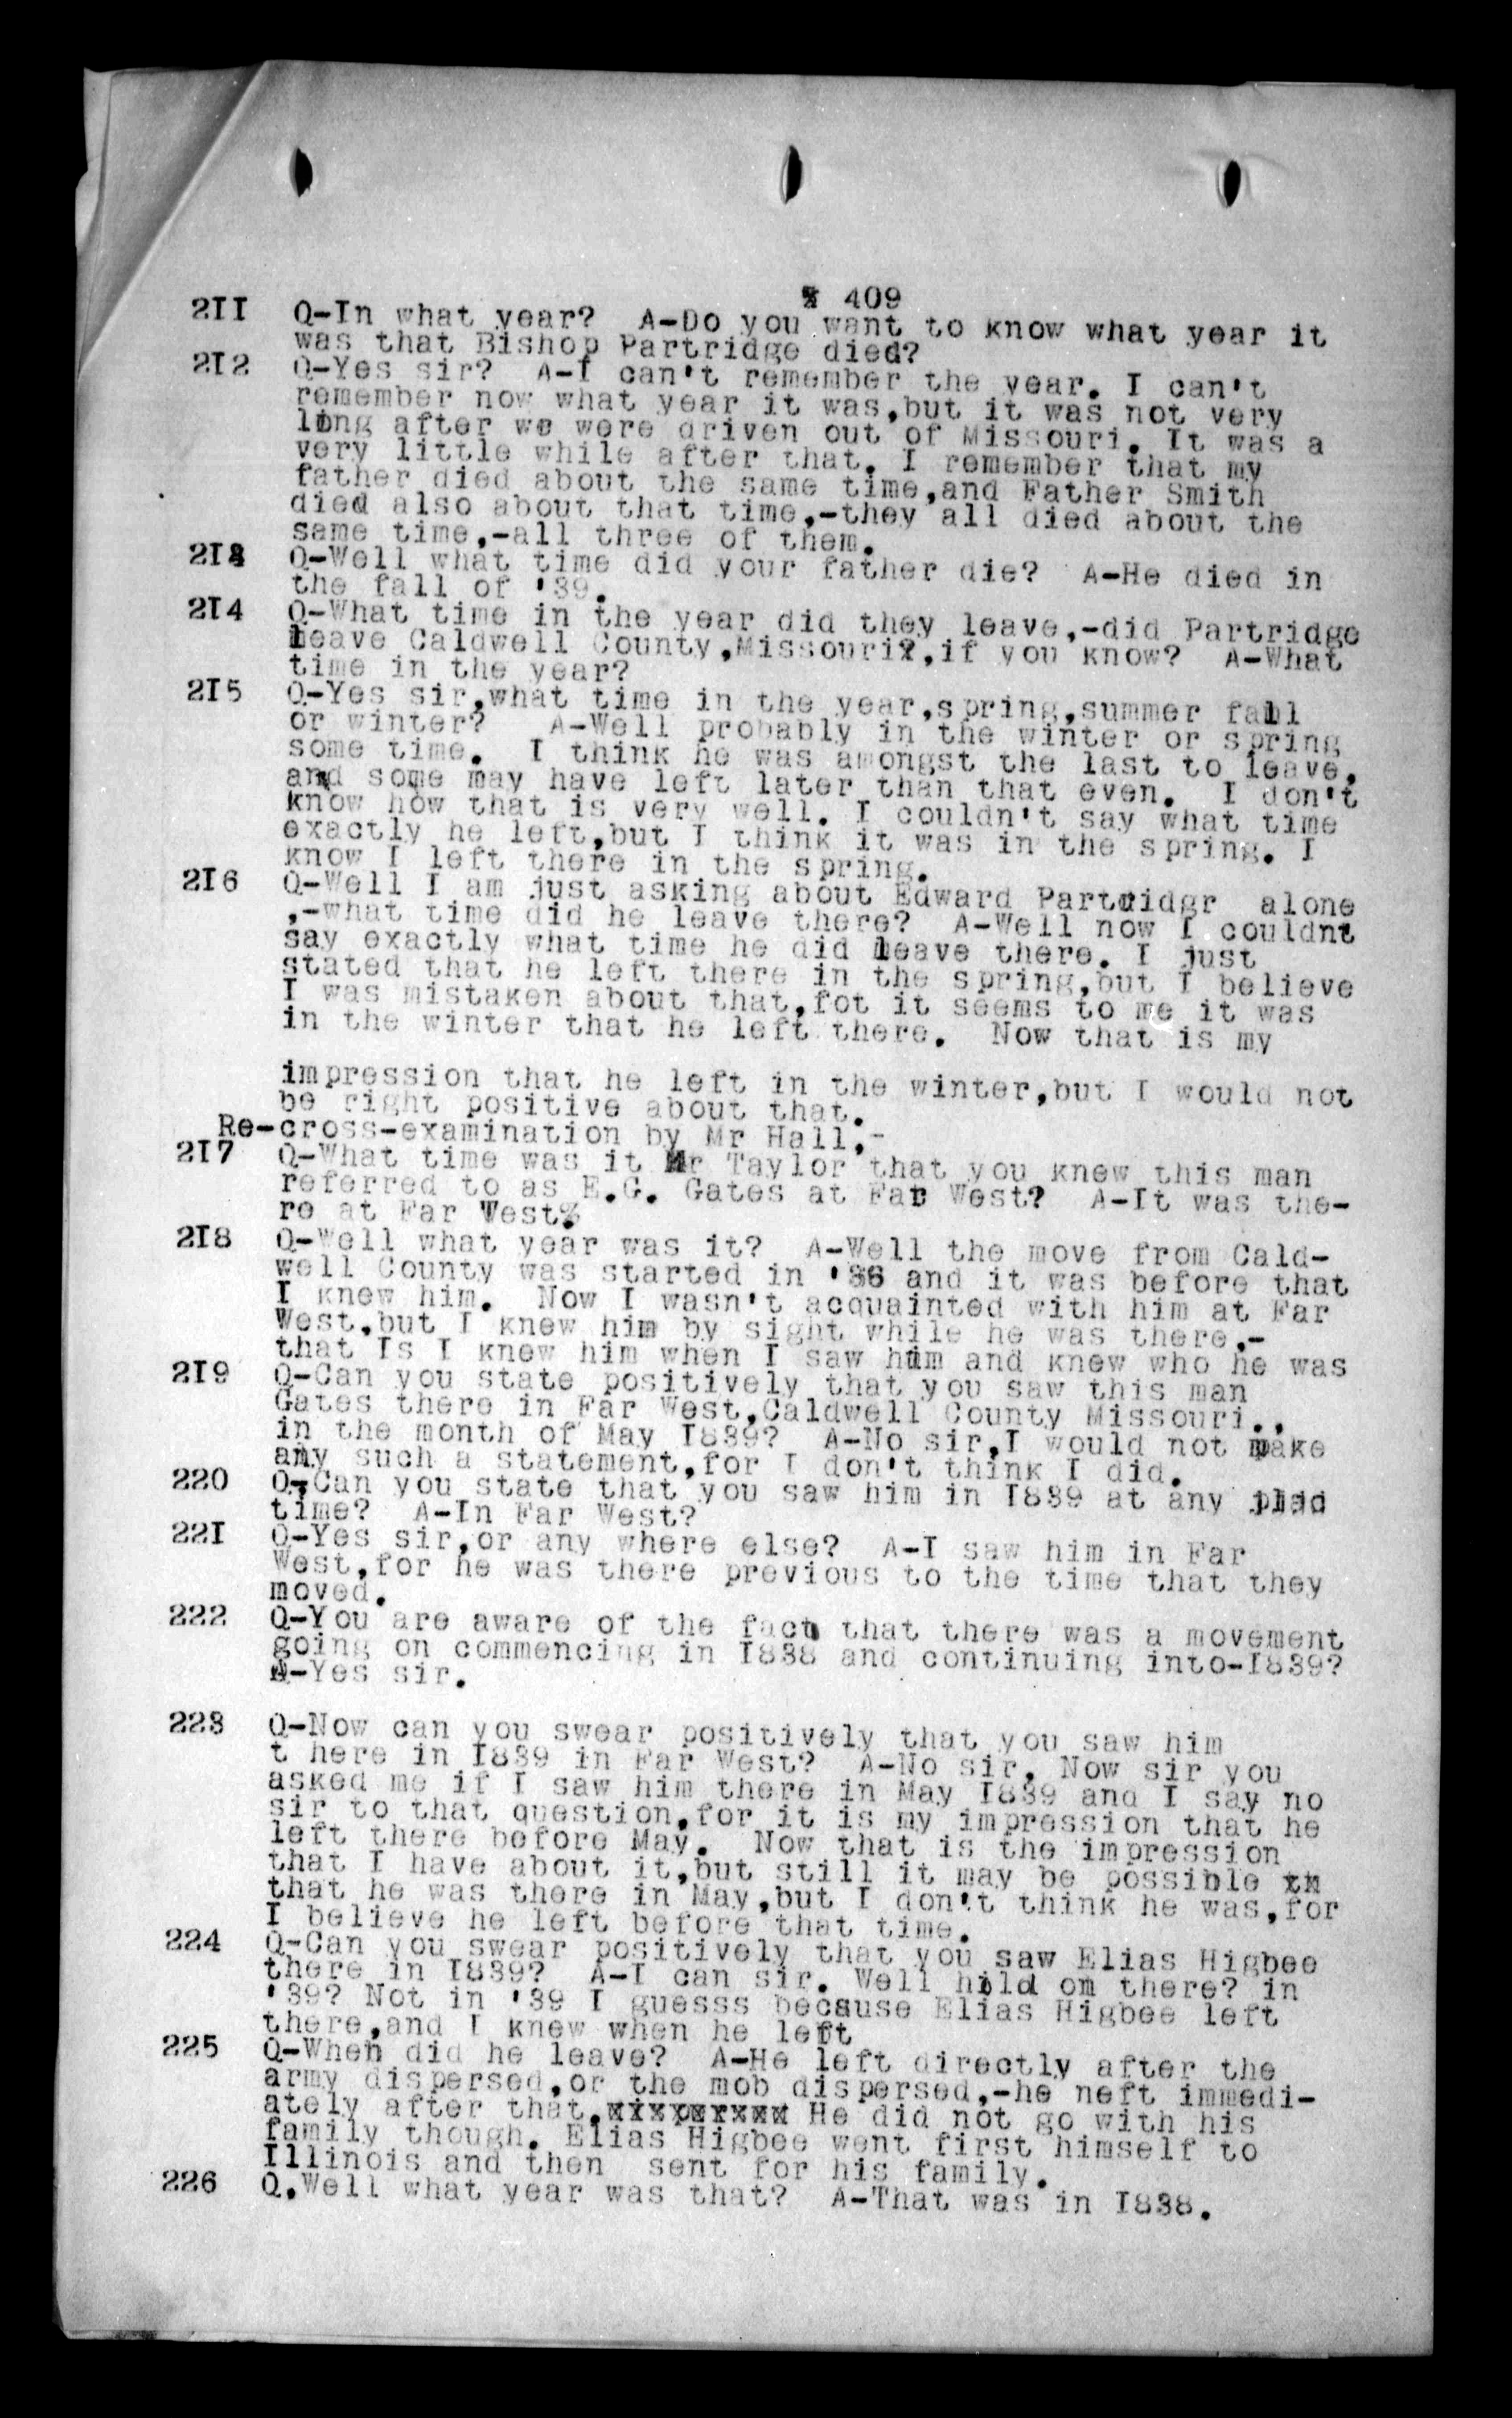 409
211 Q-In what year?  A-Do you want to know what year it
was that Bishop Partridge died?
212 Q-Yes sir?  A-I can't remember the year. I can't
remember now what year it was,but it was not very
long after we were driven out of Missouri. It was a
very little while after that. I remember that my
father died about the same time,and Father Smith
died also about that time,-they all died about the
same time,-all three of them.
213 Q-Well what time did your father die?  A-He died in
the fall of '39.
214 Q-What time in the year did they leave,-did Partridge
leave Caldwell County,Missouri?,if you know?  A-What
time in the year?
215 Q-Yes sir,what time in the year,spring,summer fall
or winter?  A-Well probably in the winter or spring
some time.  I think he was amongst the last to leave,
and some may have left later than that even.  I don't
know how that is very well. I couldn't say what time
exactly he left,but I think it was in the spring. I
know I left there in the spring.
216 Q-Well I am just asking about Edward Partridgr  alone
,-what time did he leave there?  A-Well now I couldnt
say exactly what time he did leave there. I just
stated that he left there in the spring,but I believe
I was mistaken about that,fot it seems to me it was
in the winter that he left there.  Now that is my
impression that he left in the winter,but I would not
be right positive about that.
Re-cross-examination by Mr Hall,-
217 Q-What time was it Mr Taylor that you knew this man
referred to as E.G. Gates at Far West?  A-It was the-
re at Far West.
218 Q-Well what year was it?  A-Well the move from Cald-
well County was started in '36 and it was before that
I knew him.  Now I wasn't acquainted with him at Far
West,but I knew him by sight while he was there,-
that Is I knew him when I saw him and knew who he was
219 Q-Can you state positively that you saw this man
Gates there in Far West,Caldwell County Missouri.,
in the month of May 1839?  A-No sir,I would not make
any such a statement,for I don't think I did.
220 Q-Can you state that you saw him in 1839 at any
time?  A-In Far West?
221 Q-Yes sir,or any where else?  A-I saw him in Far
West,for he was there previous to the time that they
moved.
222 Q-You are aware of the fact that there was a movement
going on commencing in 1838 and continuing into-1839?
A-Yes sir.
223 Q-Now can you swear positively that you saw him
t here in 1839 in Far West?  A-No sir, Now sir you
asked me if I saw him there in May 1839 and I say no
sir to that question,for it is my impression that he
left there before May.  Now that is the impression
that I have about it,but still it may be possible
that he was there in May,but I don't think he was,for
I believe he left before that time.
224 Q-Can you swear positively that you saw Elias Higbee
there in 1839?  A-I can sir. Well hold on there? in
'39? Not in '39 I guesss because Elias Higbee left
there,and I knew when he left
225 Q-When did he leave?  A-He left directly after the
army dispersed,or the mob dispersed,-he neft immedi-
ately after that. He did not go with his
family though. Elias Higbee went first himself to
Illinois and then  sent for his family.
226 Q.Well what year was that?  A-That was in 1838.